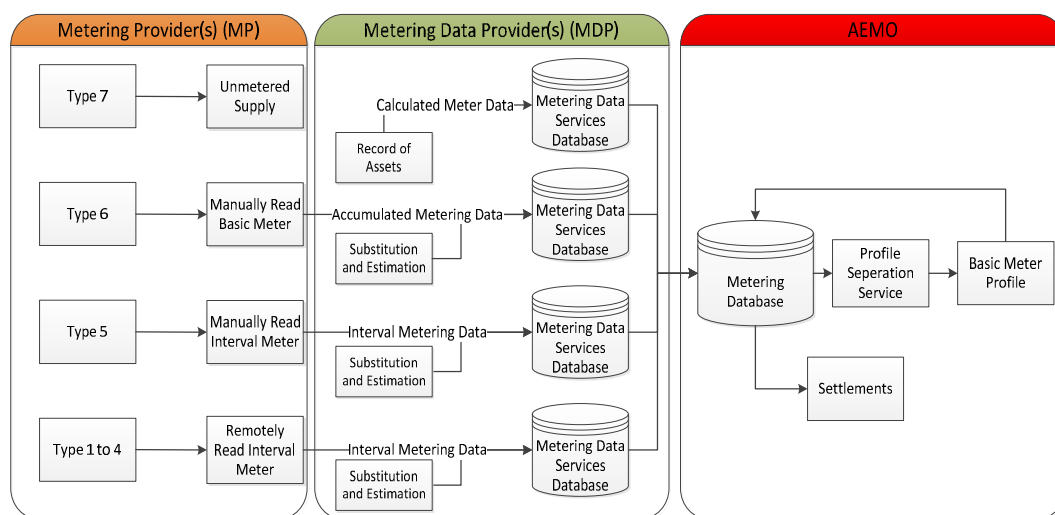 Metering Provider(s) (MP)
Metering Data Provider(s) (MDP)
AEMO
Type 7
Unmetered
Supply
Calculated Meter Data
Record of
Assets
Metering Data
Services
Database
Type 6
Manually Read
Basic Meter
Accumulated Metering Data
Substitution
and Estimation
Metering Data
Services
Database
Type 5
Manually Read
Interval Meter
Interval Metering Data
Substitution
and Estimation
Metering Data
Services
Database
Type 1 to 4
Remotely
Read Interval
Meter
Interval Metering Data
Substitution
and Estimation
Metering Data
Services
Database
Metering
Database
Profile
Seperation
Service
Basic Meter
Profile
Settlements